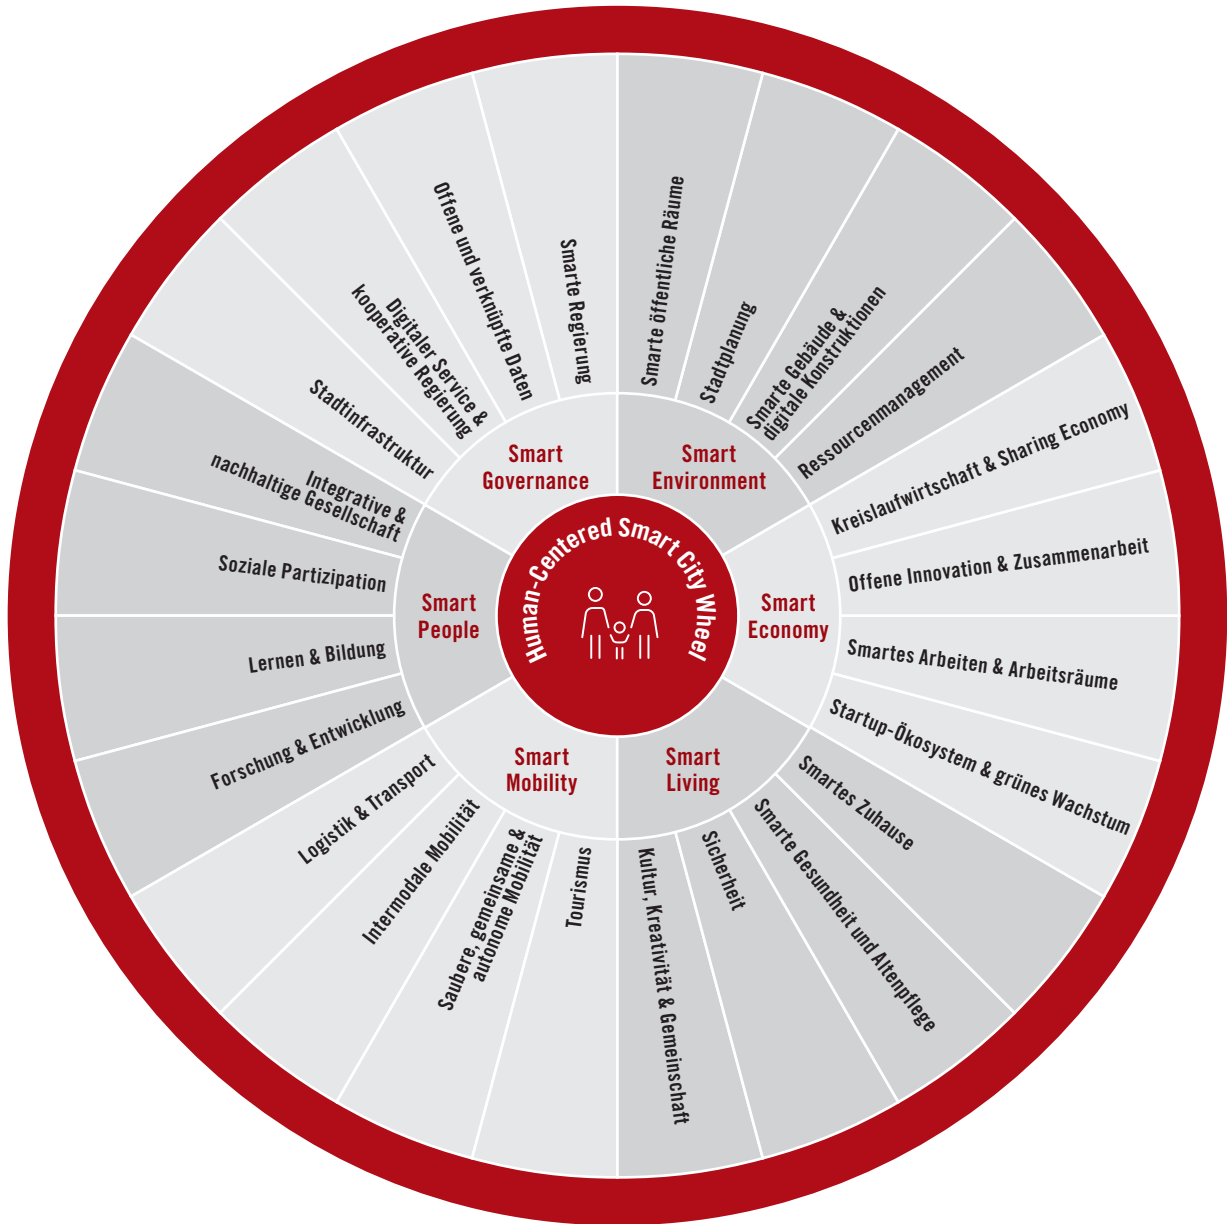 Human-Centered Smart City Wheel
Smart
Environment
Smarte öffentliche Räume
Stadtplanung
Smarte Gebäude &
digitale Konstruktionen
Ressourcenmanagement
Smart
Economy
Kreislaufwirtschaft & Sharing Economy
Offene Innovation & Zusammenarbeit
Smartes Arbeiten & Arbeitsräume
Startup-Ökosystem & grünes Wachstum
Smart
Living
Smartes Zuhause
Smarte Gesundheit und Altenpflege
Sicherheit
Kultur, Kreativität & Gemeinschaft
Smart
Mobility
Tourismus
Saubere, gemeinsame &
autonome Mobilität
Intermodale Mobilität
Logistik & Transport
Smart
People
Forschung & Entwicklung
Lernen & Bildung
Soziale Partizipation
Integrative &
nachhaltige Gesellschaft
Smart
Governance
Stadtinfrastruktur
Digitaler Service &
kooperative Regierung
Offene und verknüpfte Daten
Smarte Regierung